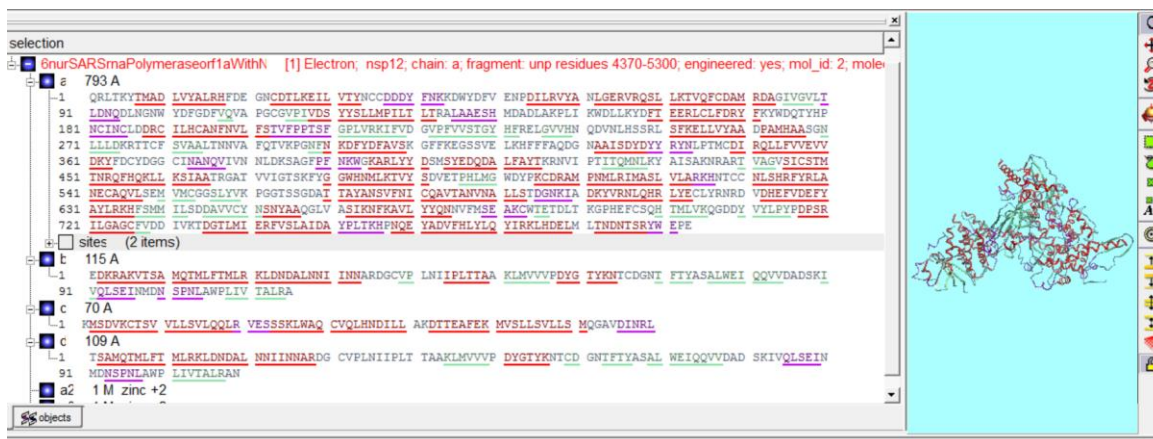 selection
6nurSARSrnaPolymeraseorf1aWithN [1] Electron; nsp12; chain: a; fragment: unp residues 4370-5300; engineered: yes; mol_id: 2; molec
a 793 A
1 QRLTKYTMAD LVYALRHFDE GNCDTLKEIL VTYNCCDDDY FNKKDWYDFV ENPDILRVYA NLGERVRQSL LKTVQFCDAM RDAGIVGVLT
91 LDNQDLNGNW YDFGDFVQVA PGCGVPIVDS YYSLLMPILT LTRALAAESH MDADLAKPLI KWDLLKYDFT EERLCLFDRY FKYWDQTYHP
181 NCINCLDDRC ILHCANFNVL FSTVFPPTSF GPLVRKIFVD GVPFVVSTGY HFRELGVVHN QDVNLHSSRL SFKELLVYAA DPAMHAASGN
271 LLLDKRTTCF SVAALTNNVA FQTVKPGNFN KDFYDFAVSK GFFKEGSSVE LKHFFFAQDG NAAISDYDYY RYNLPTMCDI RQLLFVVEVV
361 DKYFDCYDGG CINANQVIVN NLDKSAGFPF NKWGKARLYY DSMSYEDQDA LFAYTKRNVI PTITQMNLKY AISAKNRART VAGVSICSTM
451 TNRQFHQKLL KSIAATRGAT VVIGTSKFYG GWHNMLKTVY SDVETPHLMG WDYPKCDRAM PNMLRIMASL VLARKHNTCC NLSHRFYRLA
541 NECAQVLSEM VMCGGSLYVK PGGTSSGDAT TAYANSVFNI CQAVTANVNA LLSTDGNKIA DKYVRNLQHR LYECLYRNRD VDHEFVDEFY
631 AYLRKHFSMM ILSDDAVVCY NSNYAAQGLV ASIKNFKAVL YYQNNVFMSE AKCWTETDLT KGPHEFCSQH TMLVKQGDDY VYLPYPDPSR
721 ILGAGCFVDD IVKTDGTLMI ERFVSLAIDA YPLTKHPNQE YADVFHLYLQ YIRKLHDELM LTNDNTSRYW EPE
sites (2 items)
b 115 A
1 EDKRAKVTSA MQTMLFTMLR KLDNDALNNI INNARDGCVP LNIIPLTTAA KLMVVVPDYG TYKNTCDGNT FTYASALWEI QQVVDADSKI
91 VQLSEINMDN SPNLAWPLIV TALRA
c 70 A
1 KMSDVKCTSV VLLSVLQQLR VESSSKLWAQ CVQLHNDILL AKDTTEAFEK MVSLLSVLLS MQGAVDINRL
d 109 A
1 TSAMQTMLFT MLRKLDNDAL NNIINNARDG CVPLNIIPLT TAAKLMVVVP DYGTYKNTCD GNTFTYASAL WEIQQVVDAD SKIVQLSEIN
91 MDNSPNLAWP LIVTALRAN
a2 1 M zinc +2
objects